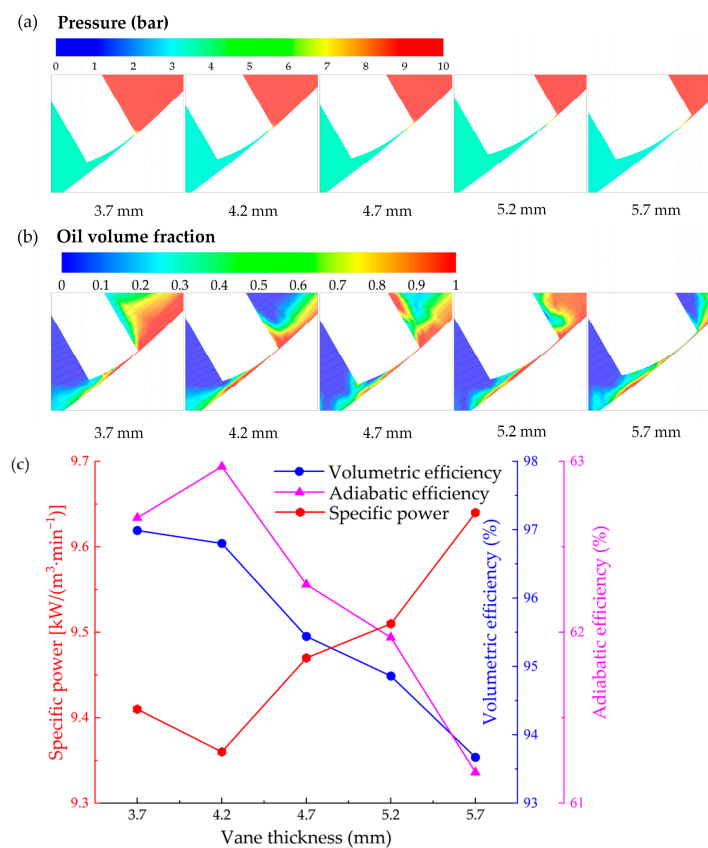 (a) Pressure (bar)
0 1 2 3 4 5 6 7 8 9 10
3.7 mm 4.2 mm 4.7 mm 5.2 mm 5.7 mm
(b) Oil volume fraction
0 0.1 0.2 0.3 0.4 0.5 0.6 0.7 0.8 0.9 1
3.7 mm 4.2 mm 4.7 mm 5.2 mm 5.7 mm
(c)
Specific power [kW/(m³·min⁻¹)]
9.7
9.6
9.5
9.4
9.3
Volumetric efficiency
Adiabatic efficiency
Specific power
98
97
96
95
94
93
Volumetric efficiency (%)
63
62
61
Adiabatic efficiency (%)
3.7 4.2 4.7 5.2 5.7
Vane thickness (mm)